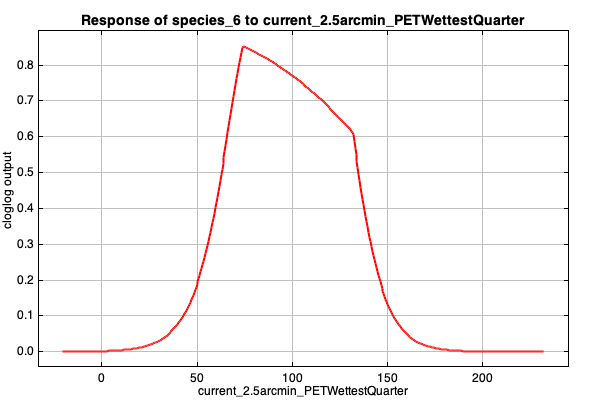 Response of species_6 to current_2.5arcmin_PETWettestQuarter
cloglog output
0.8
0.7
0.6
0.5
0.4
0.3
0.2
0.1
0.0
0 50 100 150 200
current_2.5arcmin_PETWettestQuarter